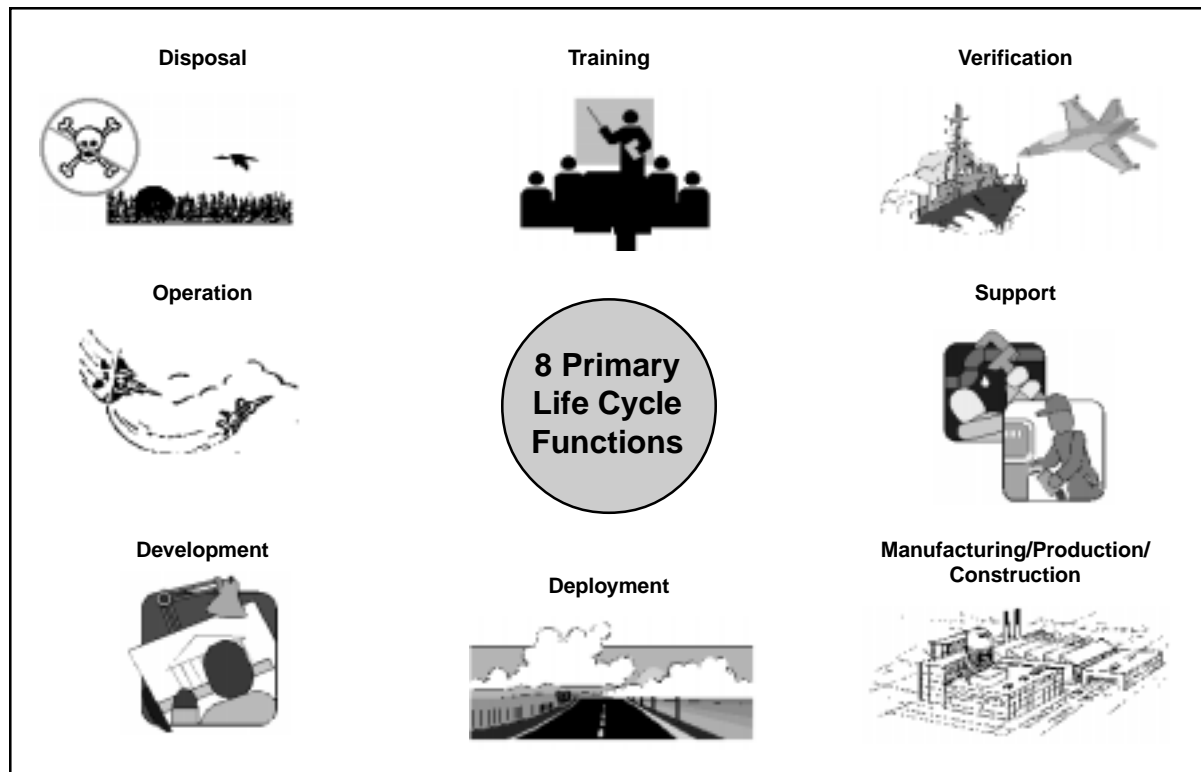 Disposal
Training
Verification
Operation
8 Primary
Life Cycle
Functions
Support
Development
Deployment
Manufacturing/Production/
Construction